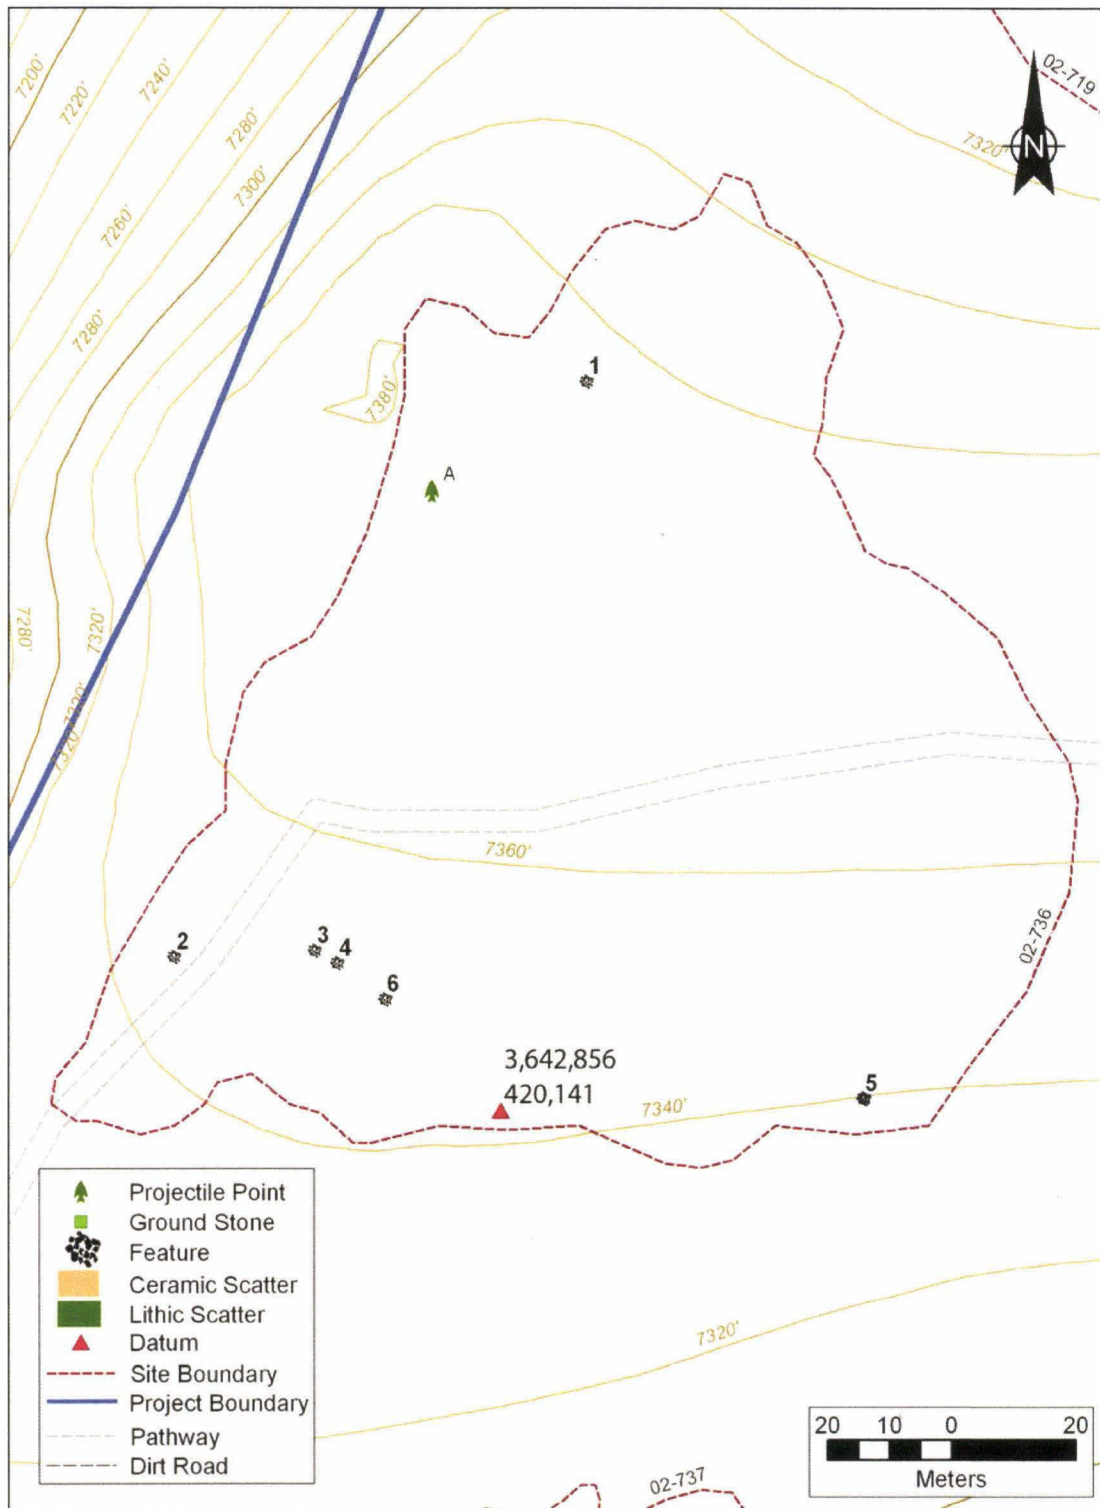 7200'
7220'
7240'
7280'
7300'
7260'
7280'
02-719
7320'
N
1
7380'
A
7280'
7320'
7320'
7320'
7360'
02-736
2
3
4
6
3,642,856
420,141
5
7340'
Projectile Point
Ground Stone
Feature
Ceramic Scatter
Lithic Scatter
Datum
Site Boundary
Project Boundary
Pathway
Dirt Road
7320'
20 10 0 20
Meters
02-737